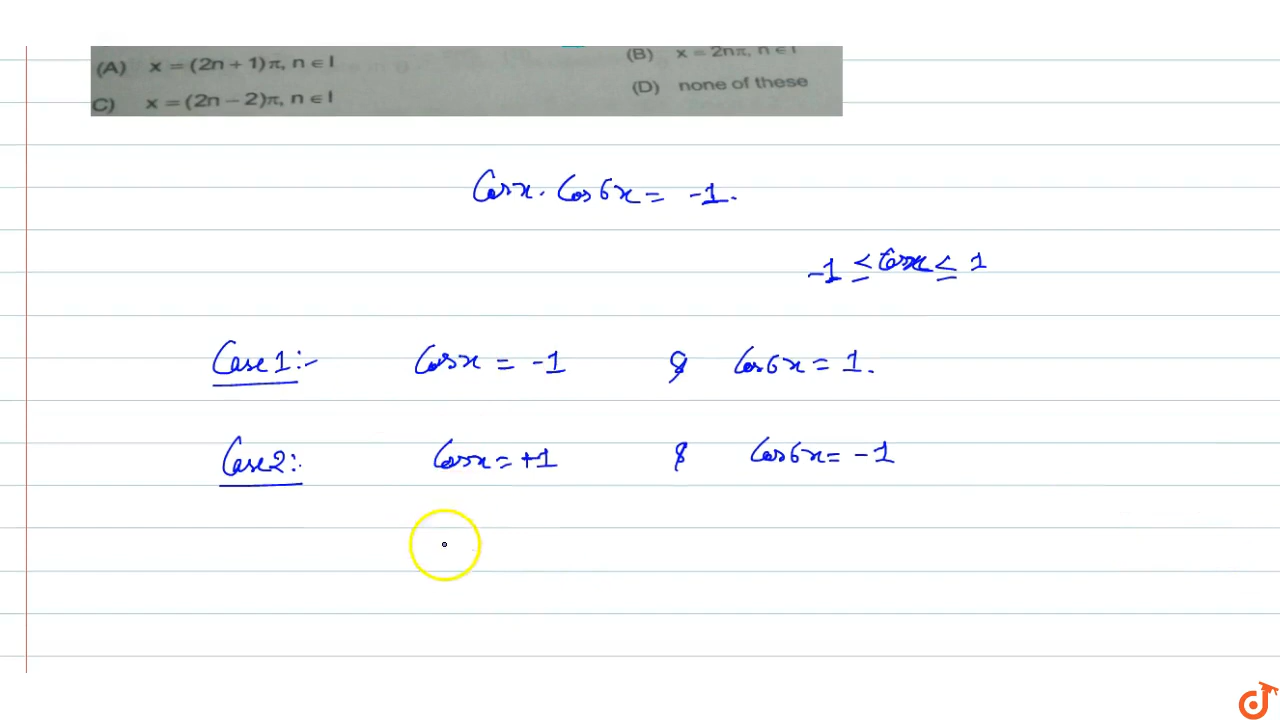 (A) x = (2n + 1)π, n ∈ I (B) x = 2nπ, n ∈ I
C) x = (2n – 2)π, n ∈ I (D) none of these
Cosx. Cos6x = -1.
-1 ≤ Cosx ≤ 1
Case1:- Cosx = -1 & Cos6x = 1.
Case2:. Cosx = +1 & Cos6x = -1